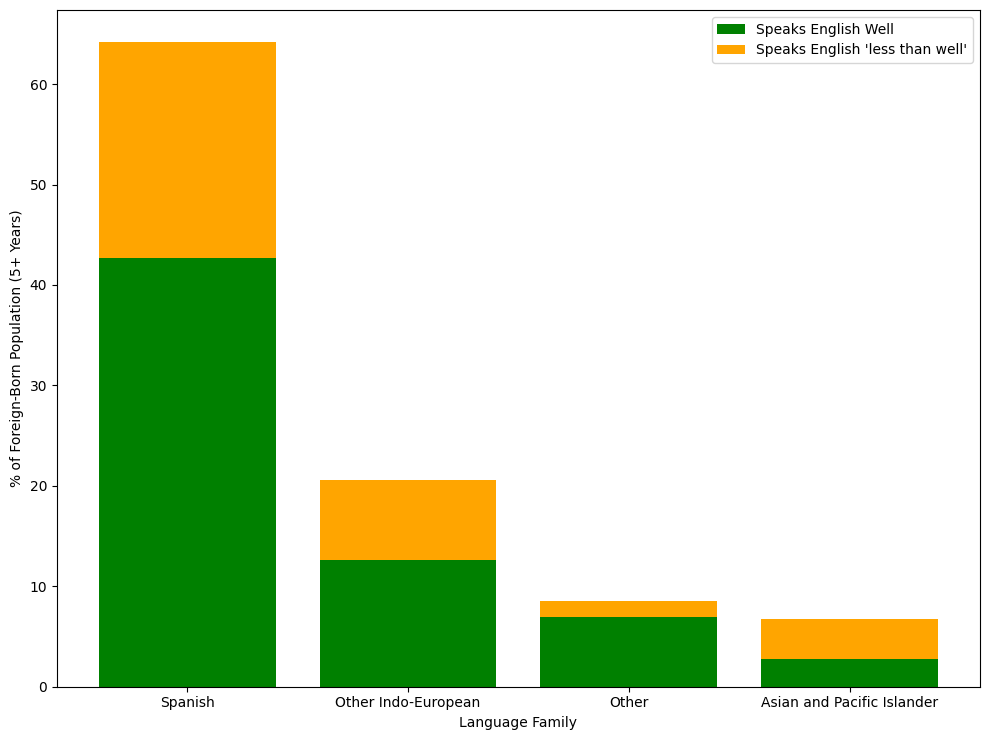 Speaks English Well
Speaks English 'less than well'
% of Foreign-Born Population (5+ Years)
60
50
40
30
20
10
0
Spanish
Other Indo-European
Other
Asian and Pacific Islander
Language Family